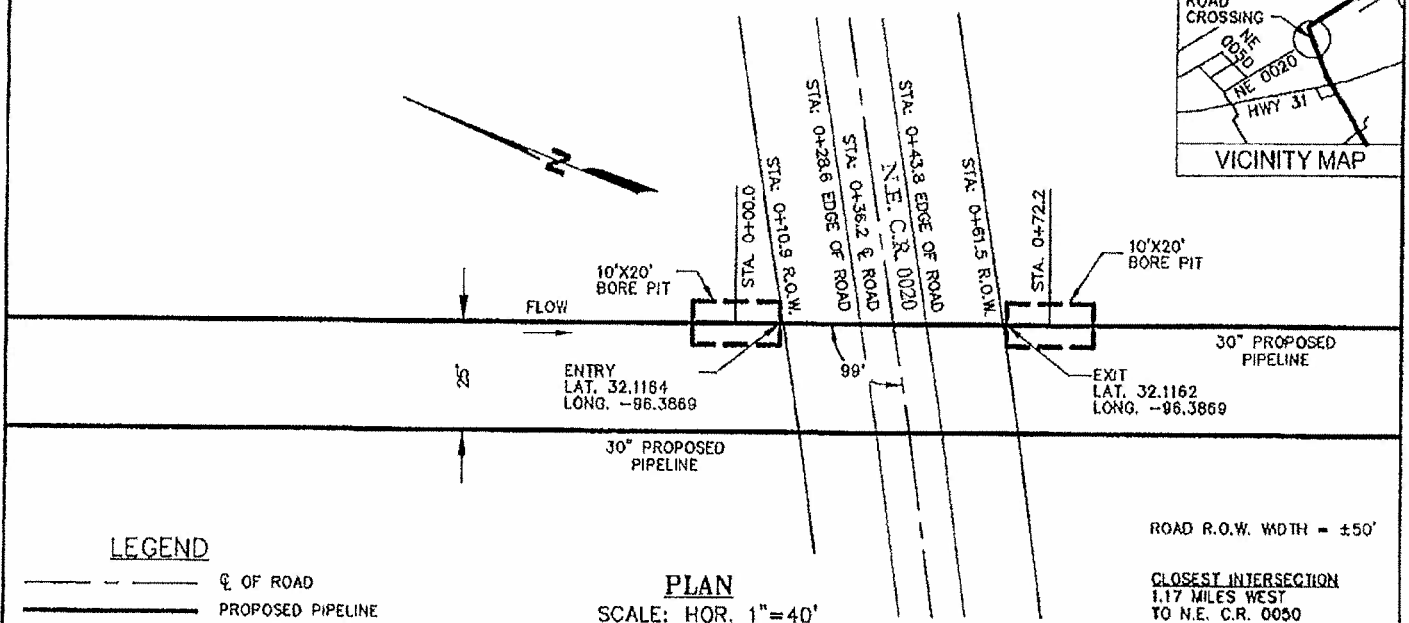 ROAD
CROSSING
NE
0050
NE 0020
HWY 31
VICINITY MAP
N
STA: 0+10.9 R.O.W.
STA: 0+28.6 EDGE OF ROAD
STA: 0+36.2 ℄ ROAD
N.E. C.R. 0020
STA: 0+43.8 EDGE OF ROAD
STA: 0+61.5 R.O.W.
STA. 0+00.0
STA. 0+72.2
10'X20'
BORE PIT
10'X20'
BORE PIT
FLOW
30" PROPOSED
PIPELINE
25'
ENTRY
LAT. 32.1164
LONG. -96.3869
99°
EXIT
LAT. 32.1162
LONG. -96.3869
30" PROPOSED
PIPELINE
ROAD R.O.W. WIDTH = ±50'
LEGEND
℄ OF ROAD
PROPOSED PIPELINE
PLAN
SCALE: HOR. 1"=40'
CLOSEST INTERSECTION
1.17 MILES WEST
TO N.E. C.R. 0050